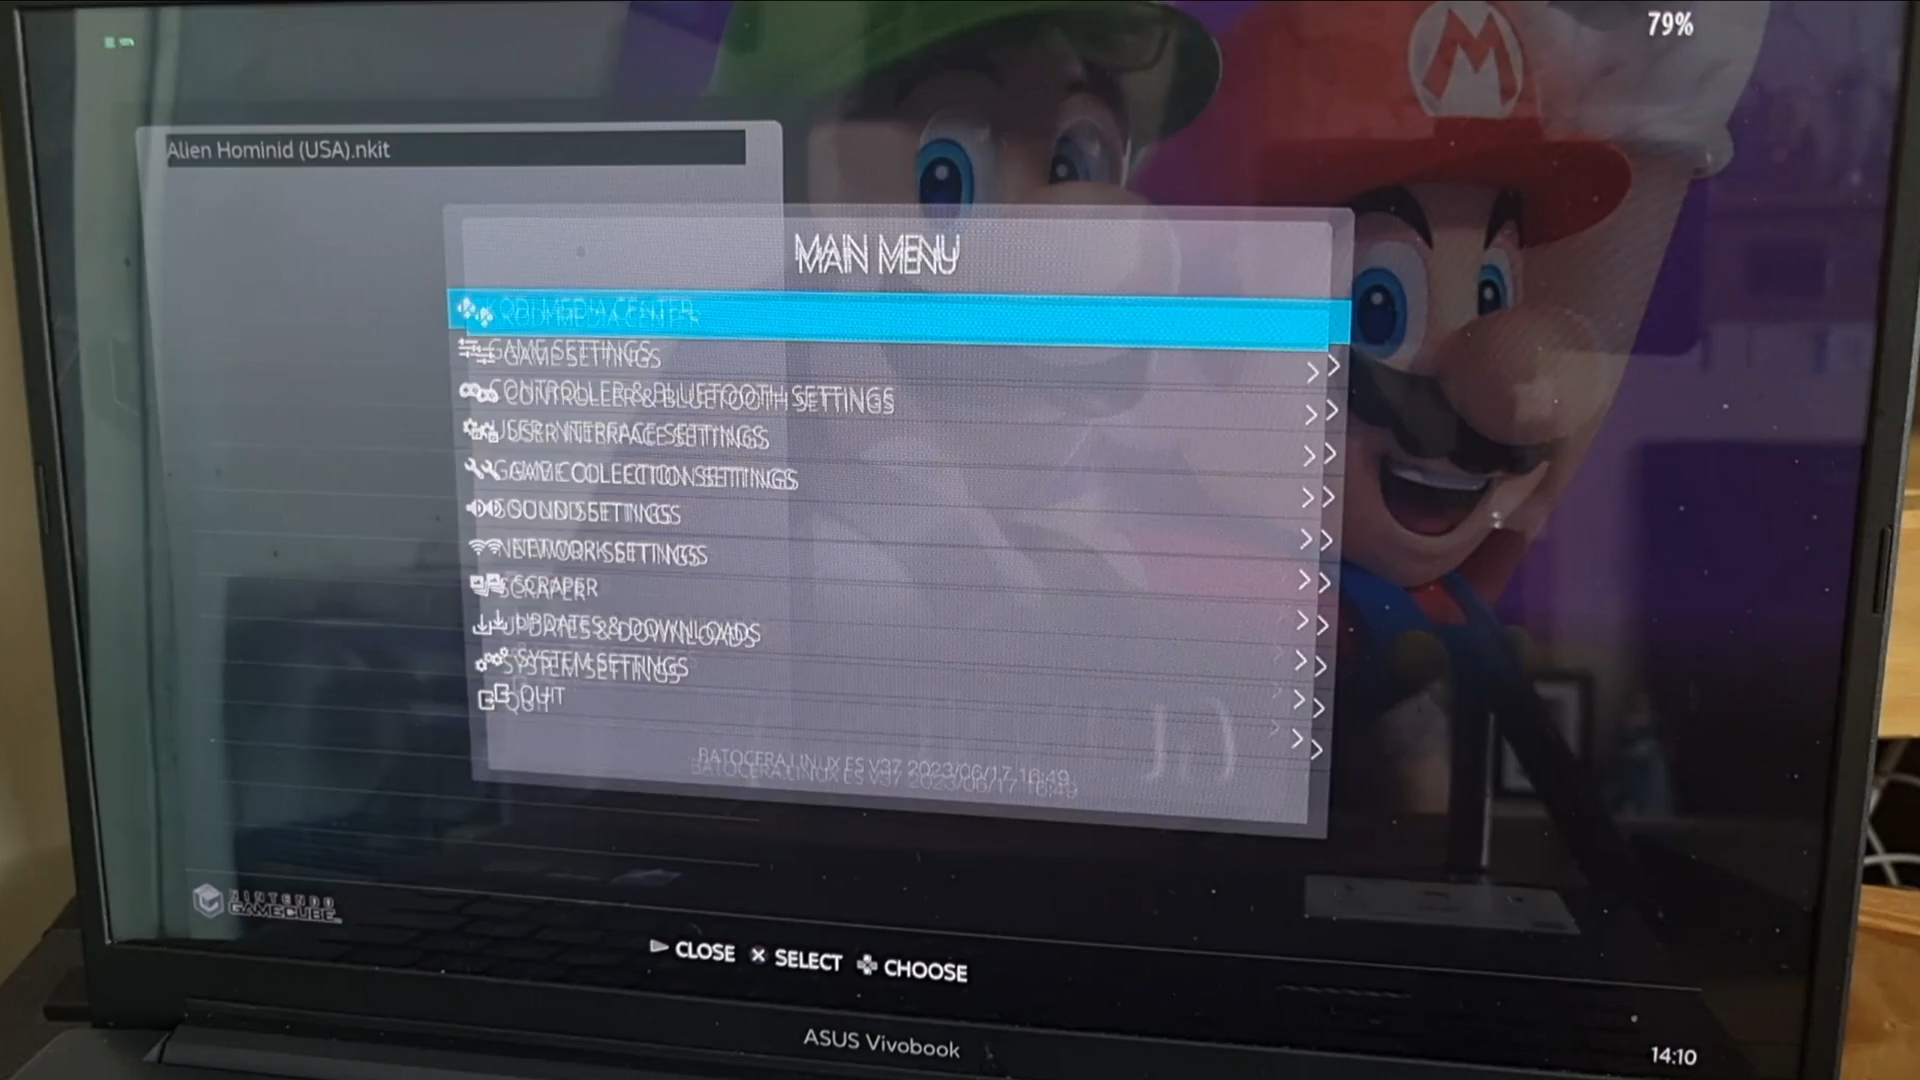 79%
Alien Hominid (USA).nkit
MAIN MENU
KODI MEDIA CENTER
GAME SETTINGS
CONTROLLER & BLUETOOTH SETTINGS
USER INTERFACE SETTINGS
GAME COLLECTION SETTINGS
SOUND SETTINGS
NETWORK SETTINGS
SCRAPER
UPDATES & DOWNLOADS
SYSTEM SETTINGS
QUIT
BATOCERA.LINUX ES V37 2023/06/17 16:49
NINTENDO
GAMECUBE
CLOSE SELECT CHOOSE
ASUS Vivobook
14:10
M